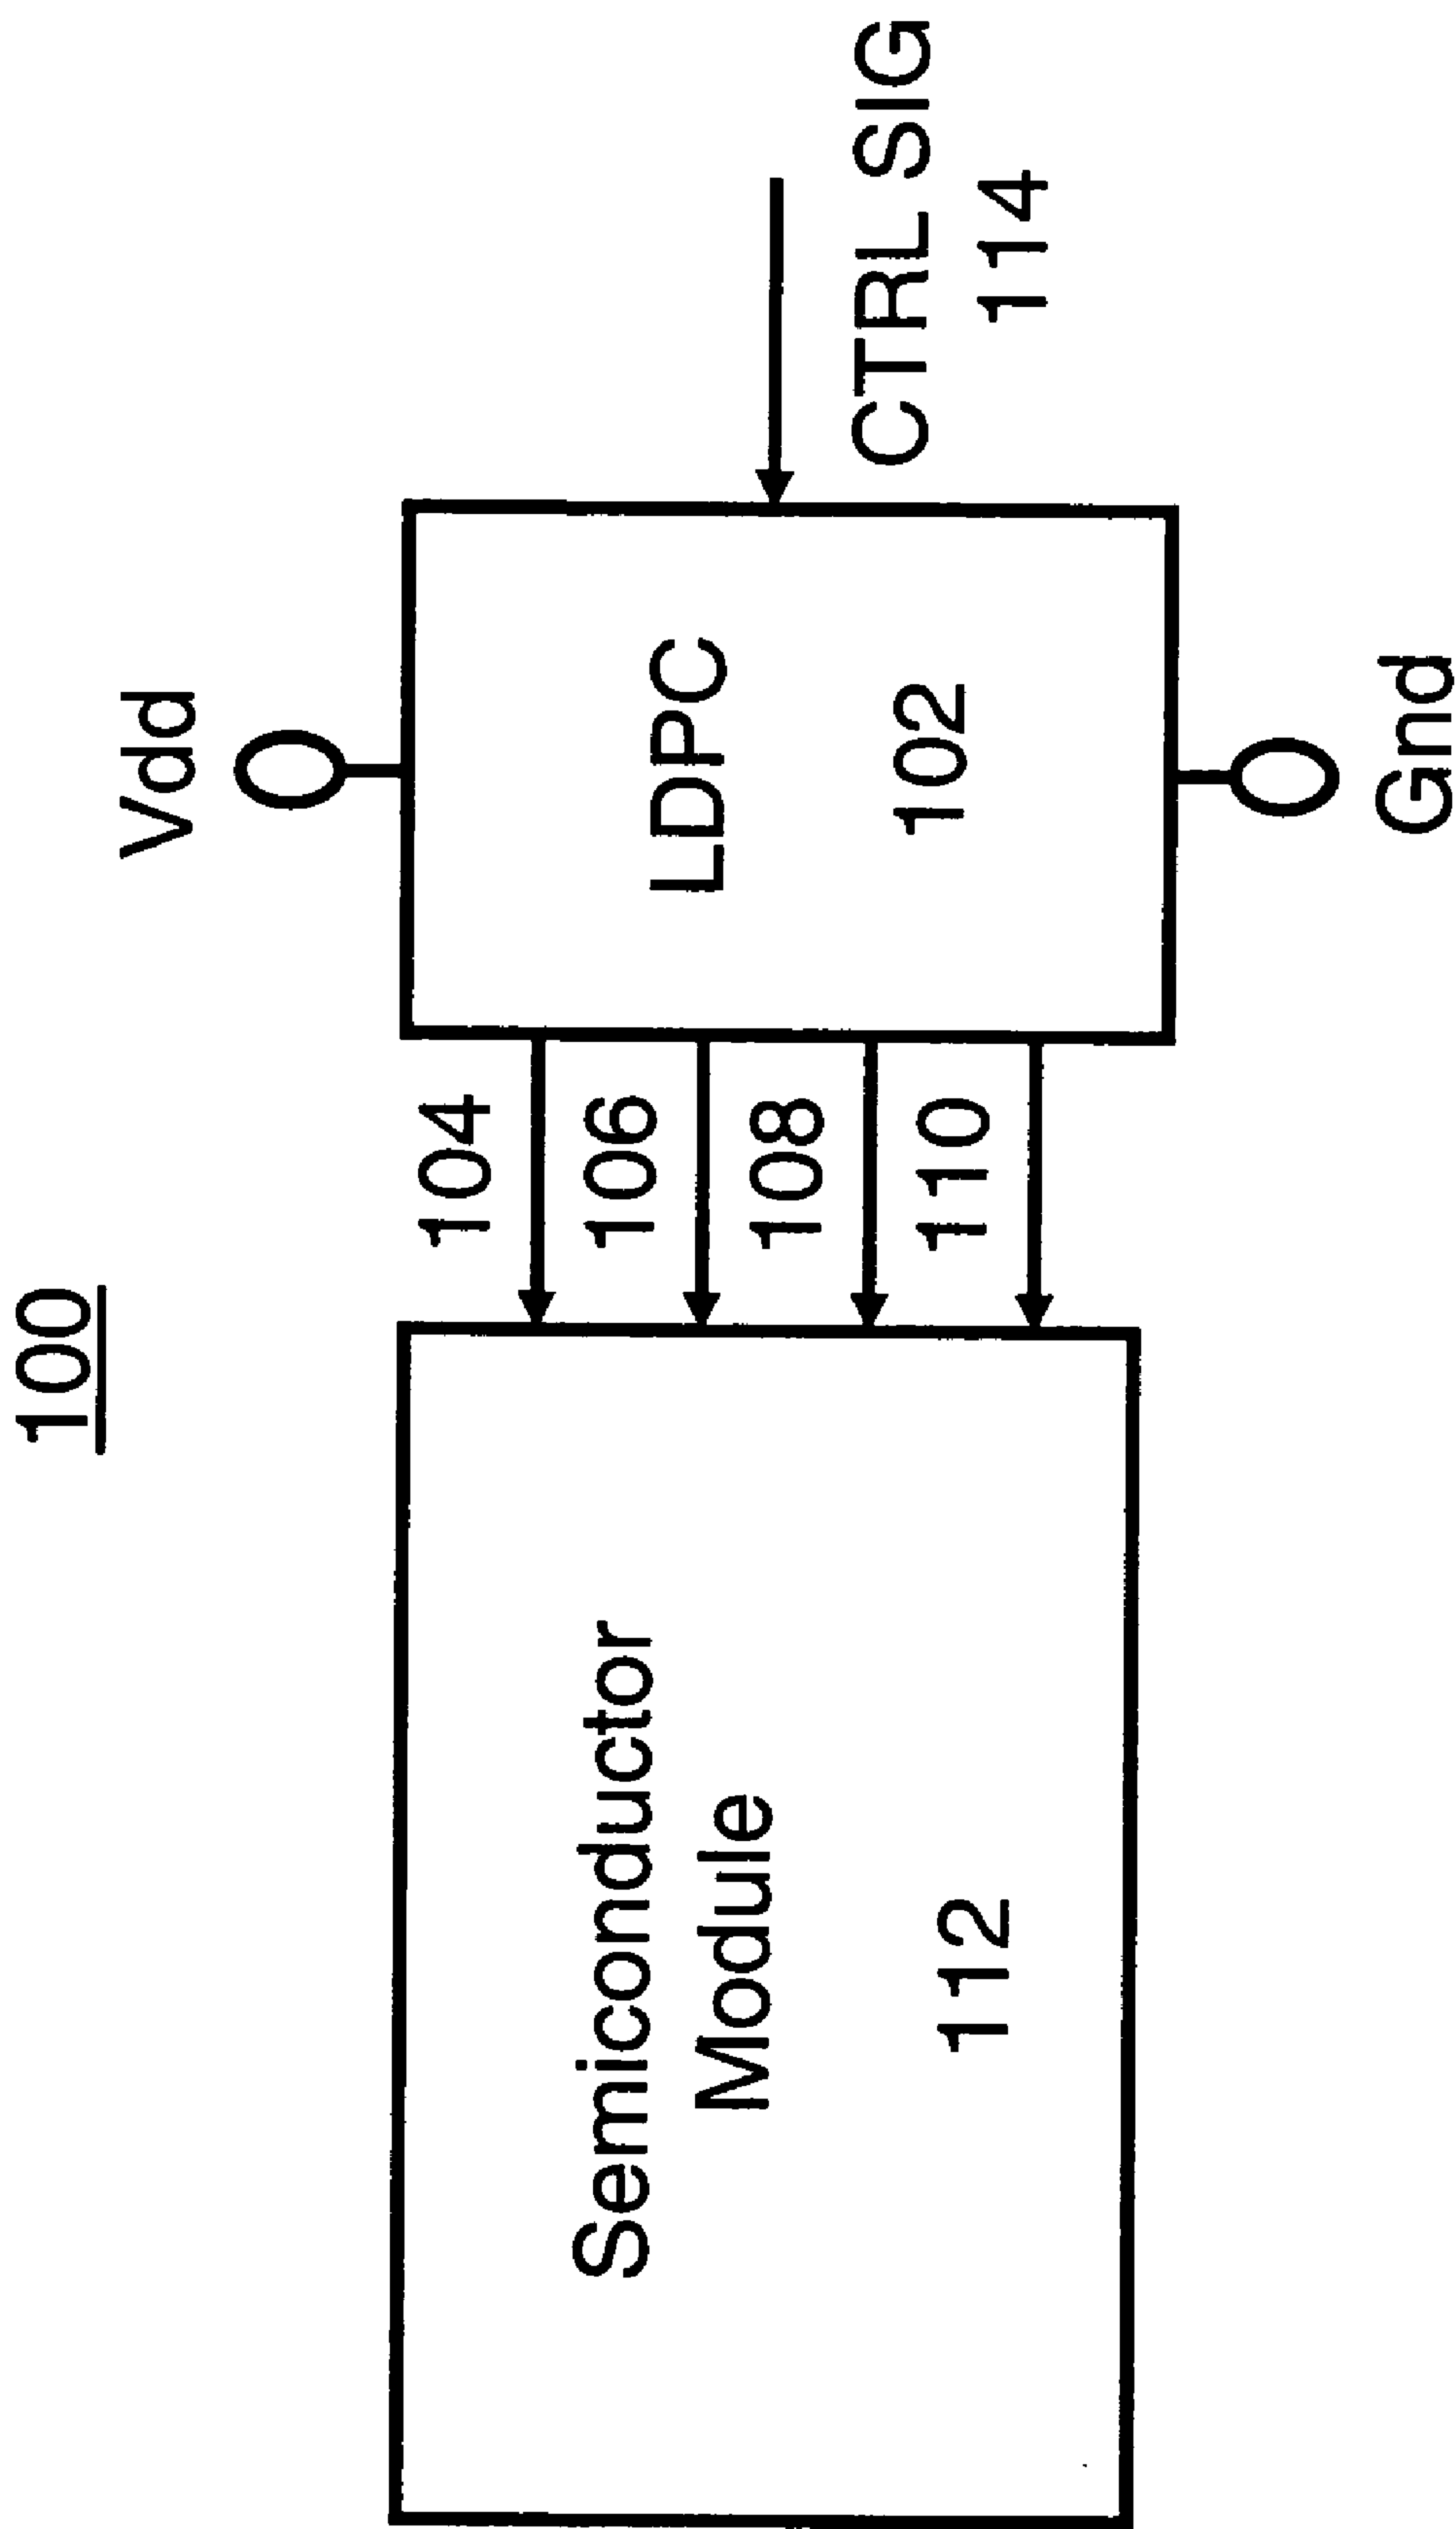 100
Vdd
104
106
108
110
Semiconductor
Module
112
LDPC
102
CTRL SIG
114
Gnd